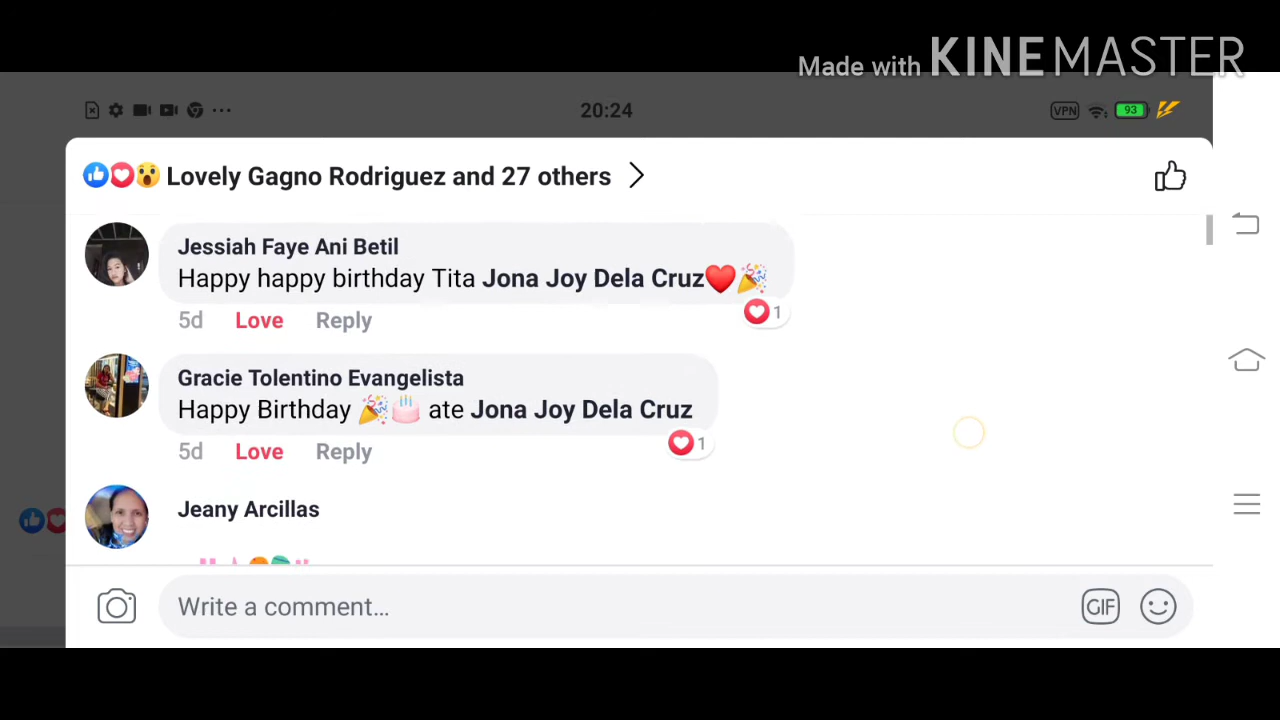 Made with KINEMASTER
20:24
VPN
93
Lovely Gagno Rodriguez and 27 others
Jessiah Faye Ani Betil
Happy happy birthday Tita Jona Joy Dela Cruz❤️🎉
1
5d Love Reply
Gracie Tolentino Evangelista
Happy Birthday 🎉🎂 ate Jona Joy Dela Cruz
1
5d Love Reply
Jeany Arcillas
Write a comment...
GIF